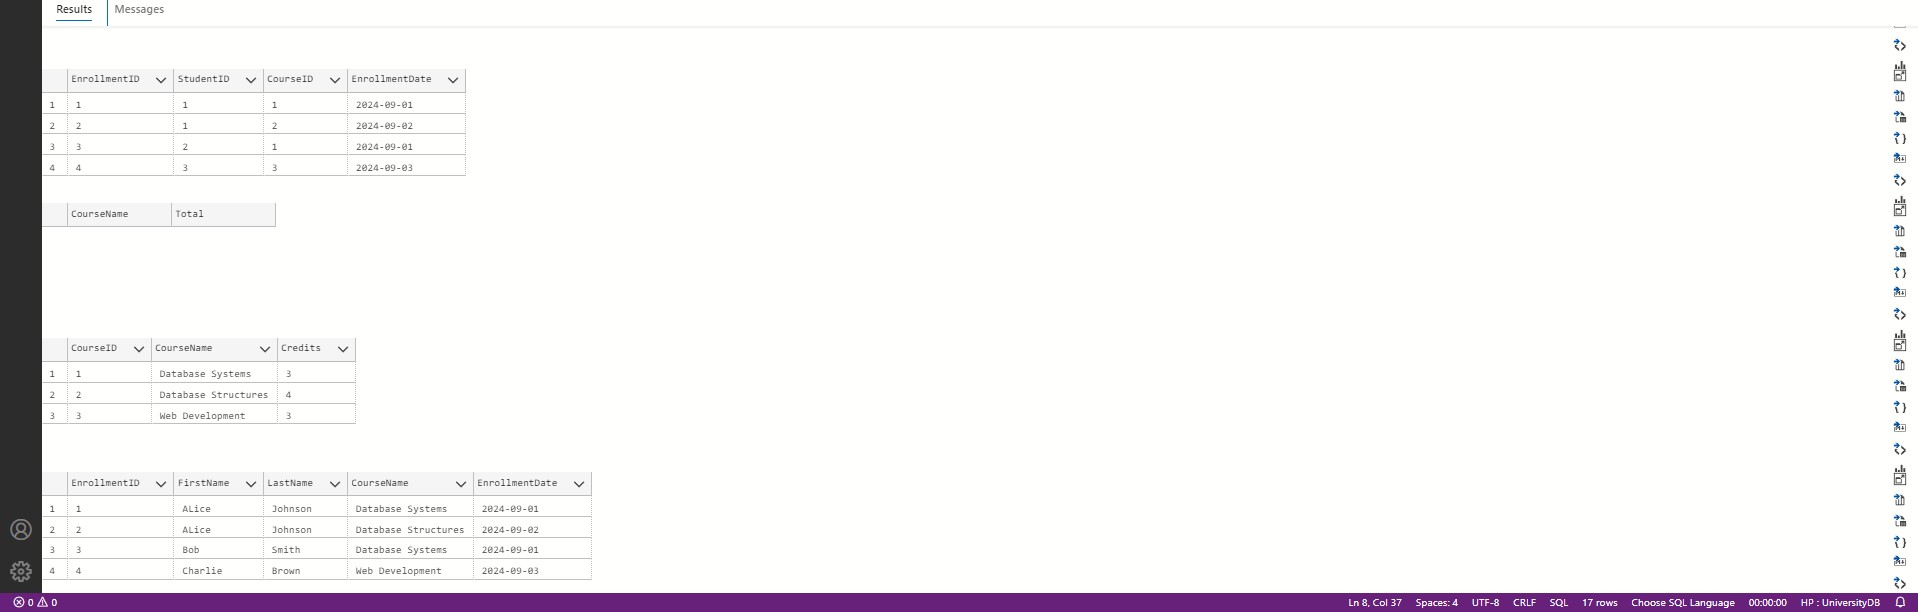 Results Messages
EnrollmentID StudentID CourseID EnrollmentDate
1 1 1 1 2024-09-01
2 2 1 2 2024-09-02
3 3 2 1 2024-09-01
4 4 3 3 2024-09-03
CourseName Total
CourseID CourseName Credits
1 1 Database Systems 3
2 2 Database Structures 4
3 3 Web Development 3
EnrollmentID FirstName LastName CourseName EnrollmentDate
1 1 ALice Johnson Database Systems 2024-09-01
2 2 ALice Johnson Database Structures 2024-09-02
3 3 Bob Smith Database Systems 2024-09-01
4 4 Charlie Brown Web Development 2024-09-03
0 0 Ln 8, Col 37 Spaces: 4 UTF-8 CRLF SQL 17 rows Choose SQL Language 00:00:00 HP : UniversityDB